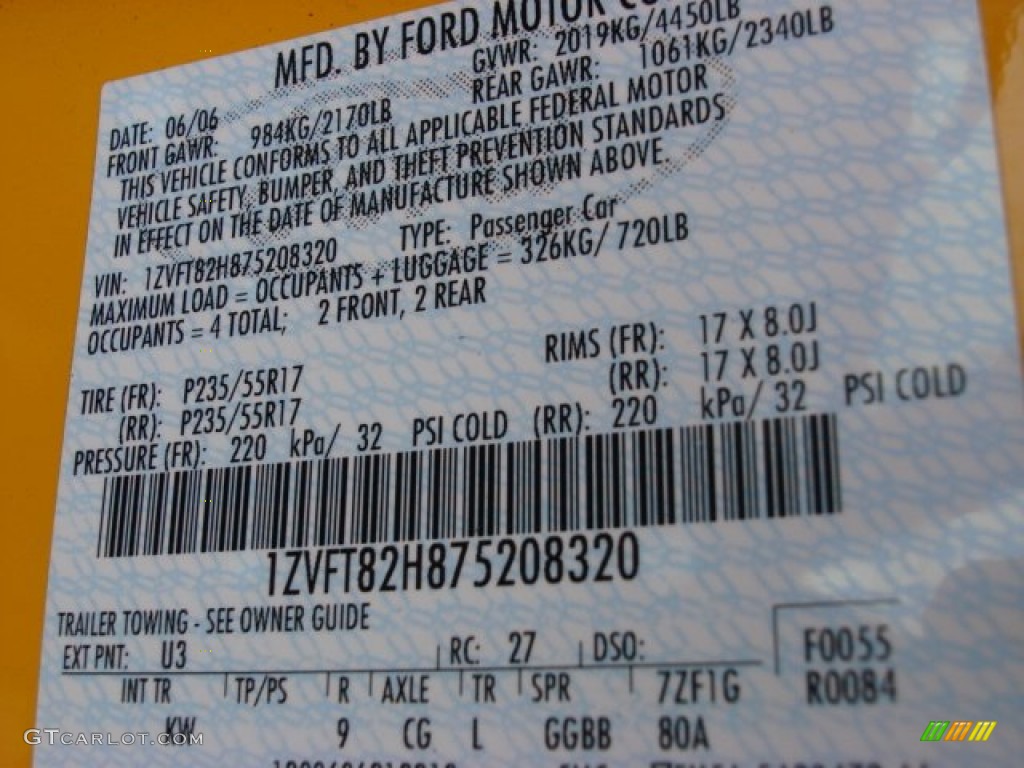 MFD. BY FORD MOTOR
DATE: 06/06 GVWR: 2019KG/4450LB
FRONT GAWR: 984KG/2170LB REAR GAWR: 1061KG/2340LB
THIS VEHICLE CONFORMS TO ALL APPLICABLE FEDERAL MOTOR
VEHICLE SAFETY, BUMPER, AND THEFT PREVENTION STANDARDS
IN EFFECT ON THE DATE OF MANUFACTURE SHOWN ABOVE.
VIN: 1ZVFT82H875208320 TYPE: Passenger Car
MAXIMUM LOAD = OCCUPANTS + LUGGAGE = 326KG/ 720LB
OCCUPANTS = 4 TOTAL; 2 FRONT, 2 REAR
TIRE (FR): P235/55R17 RIMS (FR): 17 X 8.0J
(RR): P235/55R17 (RR): 17 X 8.0J
PRESSURE (FR): 220 kPa/ 32 PSI COLD (RR): 220 kPa/ 32 PSI COLD
1ZVFT82H875208320
TRAILER TOWING - SEE OWNER GUIDE
EXT PNT: U3 RC: 27 DSO: F0055
INT TR TP/PS R AXLE TR SPR 7ZF1G R0084
KW 9 CG L GGBB 80A
GTcarlot.com